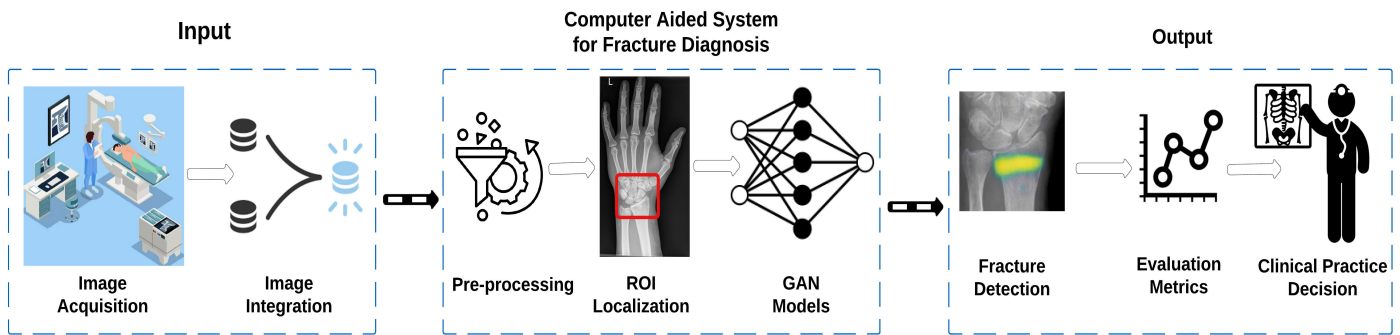 Input
Computer Aided System
for Fracture Diagnosis
Output
L
Image
Acquisition
Image
Integration
Pre-processing
ROI
Localization
GAN
Models
Fracture
Detection
Evaluation
Metrics
Clinical Practice
Decision